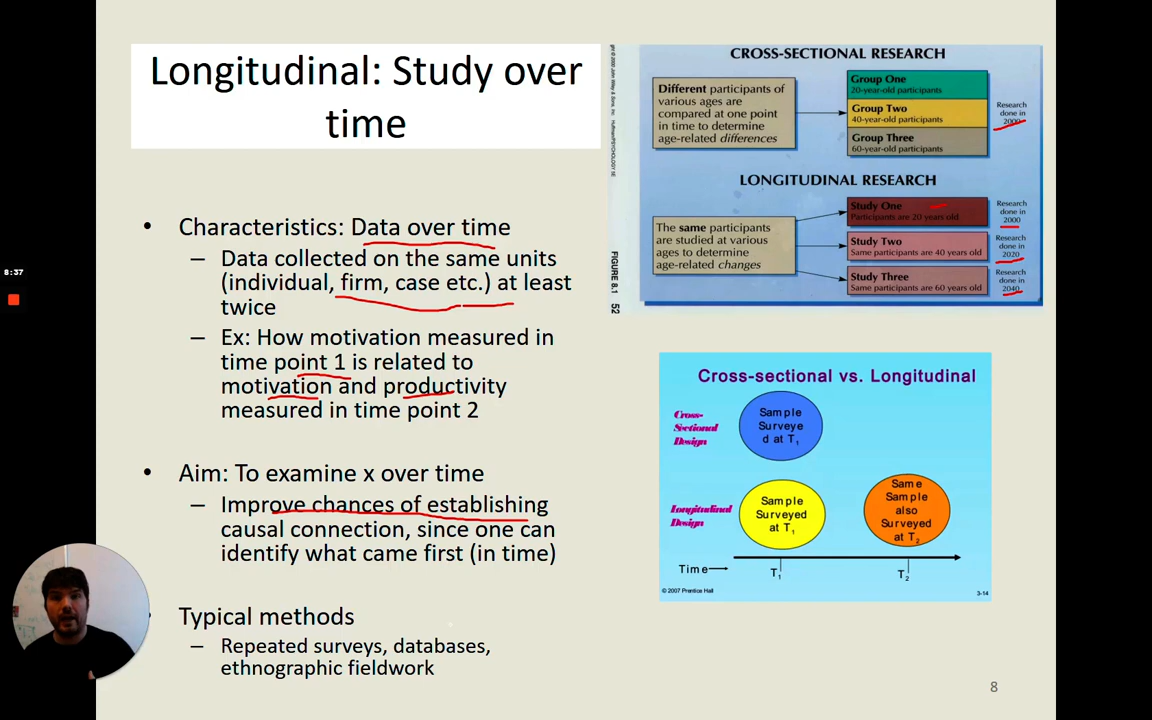 Longitudinal: Study over
time
• Characteristics: Data over time
– Data collected on the same units
(individual, firm, case etc.) at least
twice
– Ex: How motivation measured in
time point 1 is related to
motivation and productivity
measured in time point 2
• Aim: To examine x over time
– Improve chances of establishing
causal connection, since one can
identify what came first (in time)
Typical methods
– Repeated surveys, databases,
ethnographic fieldwork
8:37
CROSS-SECTIONAL RESEARCH
Different participants of
various ages are
compared at one point
in time to determine
age-related differences
Group One
20-year-old participants
Group Two
40-year-old participants
Group Three
60-year-old participants
Research
done in
2000
LONGITUDINAL RESEARCH
The same participants
are studied at various
ages to determine
age-related changes
Study One
Participants are 20 years old
Study Two
Same participants are 40 years old
Study Three
Same participants are 60 years old
Research
done in
2000
Research
done in
2020
Research
done in
2040
FIGURE 8.1 52
Cross-sectional vs. Longitudinal
Cross-
Sectional
Design
Sample
Surveye
d at T1
Longitudinal
Design
Sample
Surveyed
at T1
Same
Sample
also
Surveyed
at T2
Time
T1
T2
© 2007 Prentice Hall
3-14
8